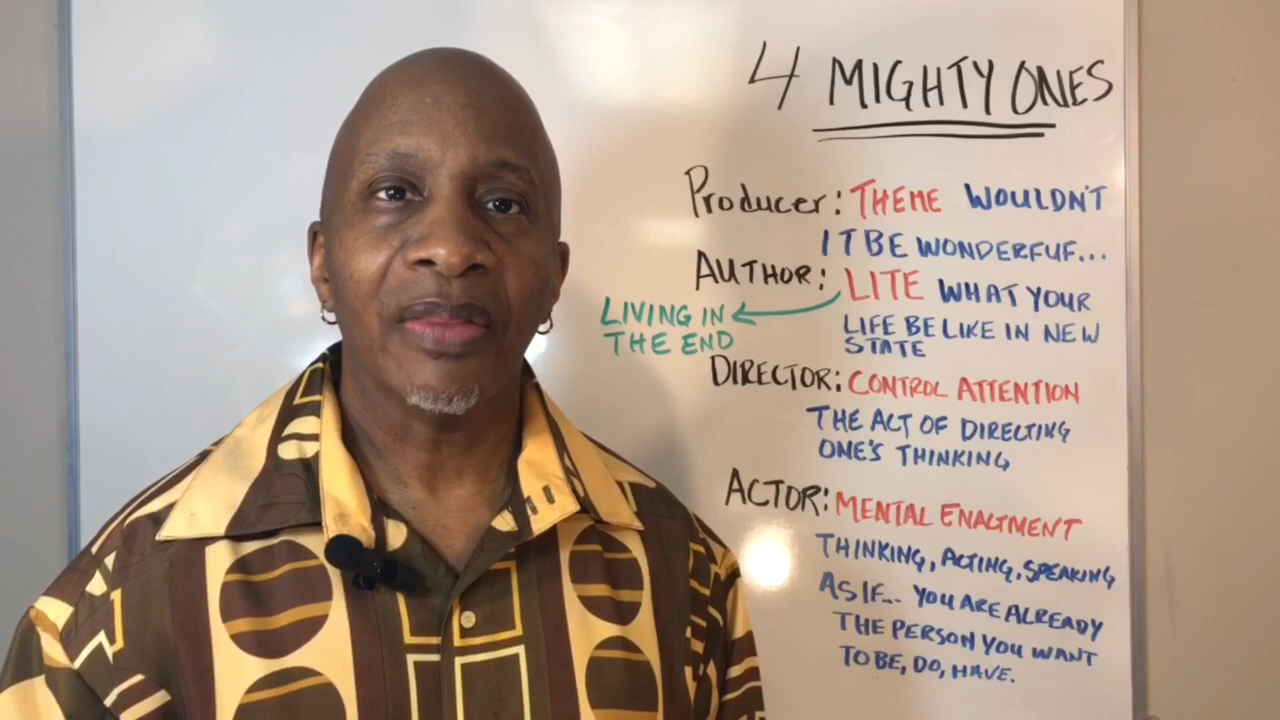 4 MIGHTY ONES
Producer: THEME WOULDN'T
IT BE WONDERFUF...
AUTHOR: LITE WHAT YOUR
LIFE BE LIKE IN NEW
STATE
LIVING IN
THE END
DIRECTOR: CONTROL ATTENTION
THE ACT OF DIRECTING
ONE'S THINKING
ACTOR: MENTAL ENACTMENT
THINKING, ACTING, SPEAKING
AS IF... YOU ARE ALREADY
THE PERSON YOU WANT
TO BE, DO, HAVE.